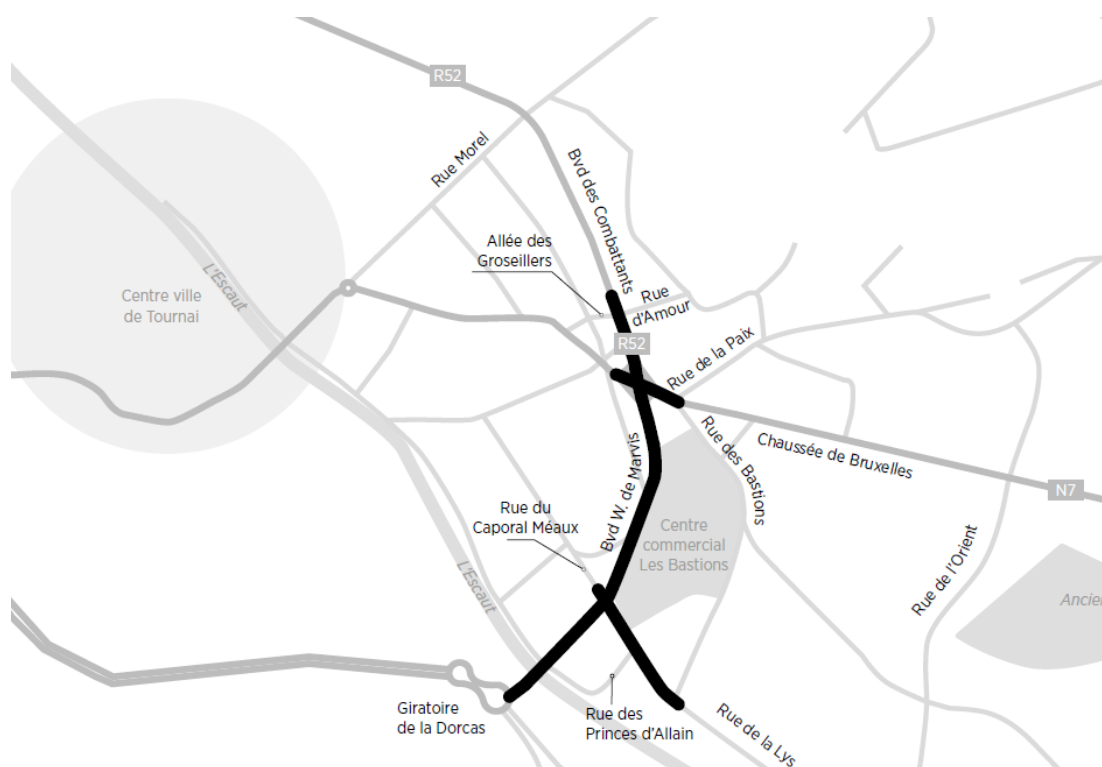 R52
Rue Morel
Bvd des Combattants
Allée des
Groseillers
L'Escaut
Centre ville
de Tournai
Rue
d'Amour
R52
Rue de la Paix
Chaussée de Bruxelles
N7
Rue des Bastions
Bvd W. de Marvis
Rue du
Caporal Méaux
Centre
commercial
Les Bastions
Rue de l'Orient
L'Escaut
Ancien
Giratoire
de la Dorcas
Rue des
Princes d'Allain
Rue de la Lys